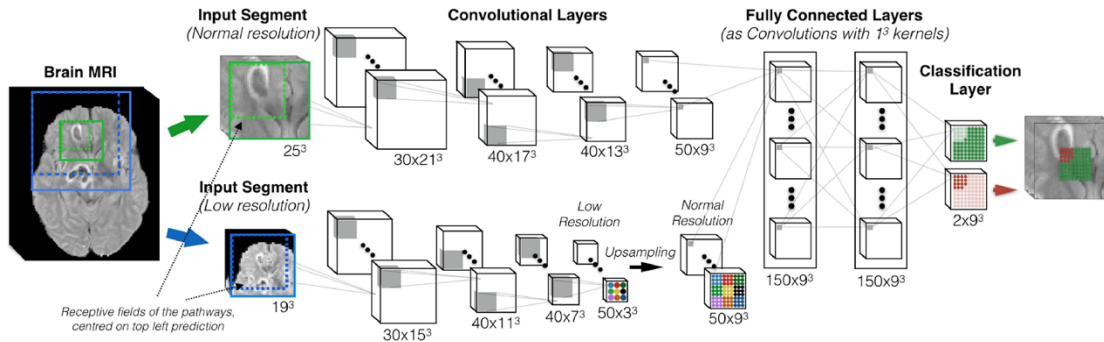 Brain MRI
Input Segment
(Normal resolution)
25³
Convolutional Layers
30x21³
40x17³
40x13³
50x9³
Fully Connected Layers
(as Convolutions with 1³ kernels)
Classification
Layer
2x9³
150x9³
150x9³
Input Segment
(Low resolution)
19³
Receptive fields of the pathways,
centred on top left prediction
30x15³
40x11³
40x7³
Low
Resolution
50x3³
Upsampling
Normal
Resolution
50x9³